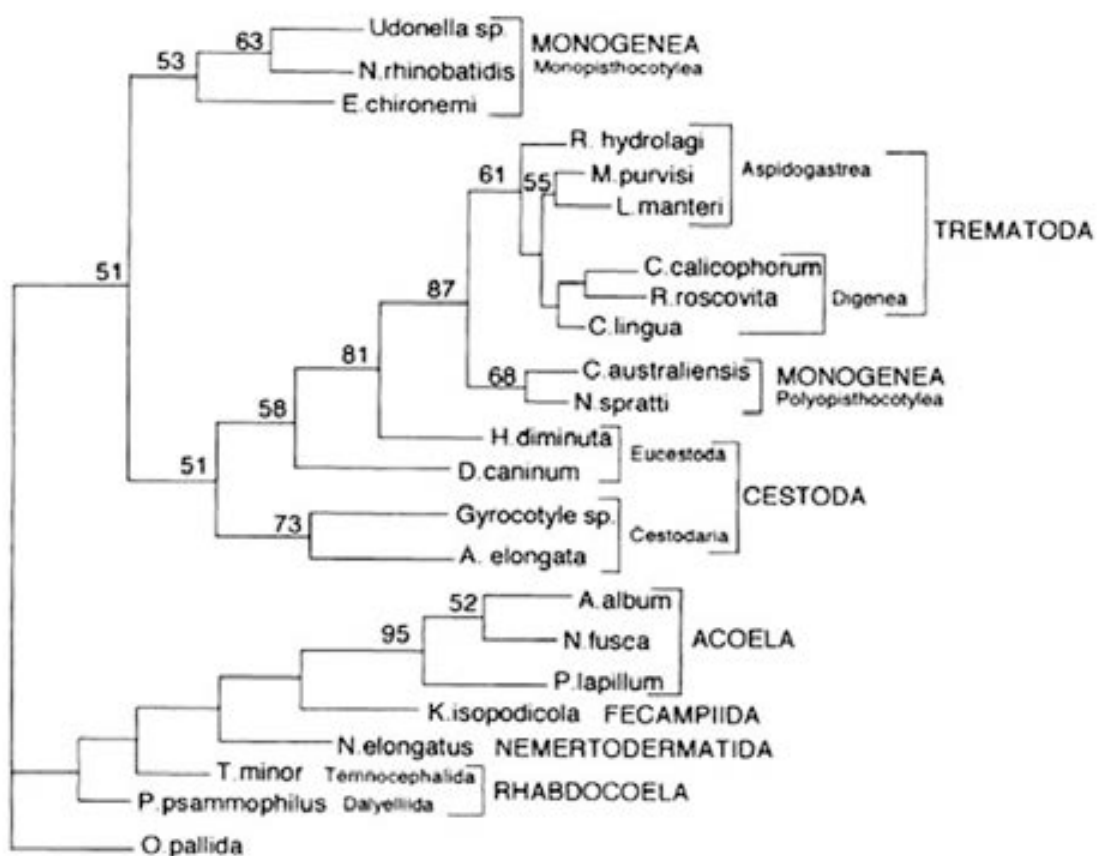 Udonella sp.
63
MONOGENEA
Monopisthocotylea
53
N.rhinobatidis
E.chironemi
R. hydrolagi
61
55
M.purvisi
Aspidogastrea
L.manteri
TREMATODA
51
C.calicophorum
87
R.roscovita
Digenea
C.lingua
81
C.australiensis
MONOGENEA
68
Polyopisthocotylea
N.spratti
58
H.diminuta
Eucestoda
51
D.caninum
CESTODA
Gyrocotyle sp.
73
Cestodaria
A. elongata
52
A.album
95
N.fusca
ACOELA
P.lapillum
K.isopodicola FECAMPIIDA
N.elongatus NEMERTODERMATIDA
T.minor Temnocephalida
RHABDOCOELA
P.psammophilus Dalyelliida
O.pallida